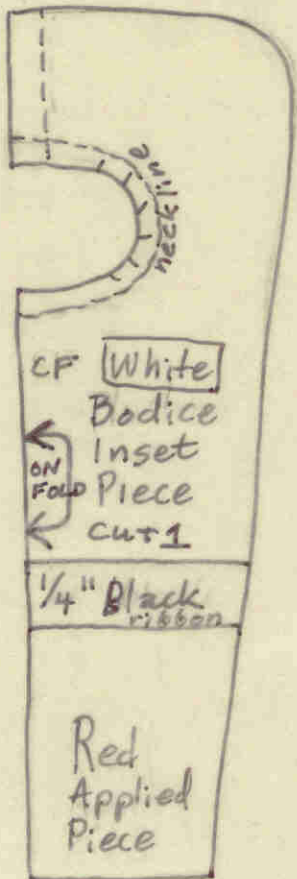 neckline
CF White
Bodice
Inset
Piece
Cut 1
ON
FOLD
1/4" Black
ribbon
Red
Applied
Piece